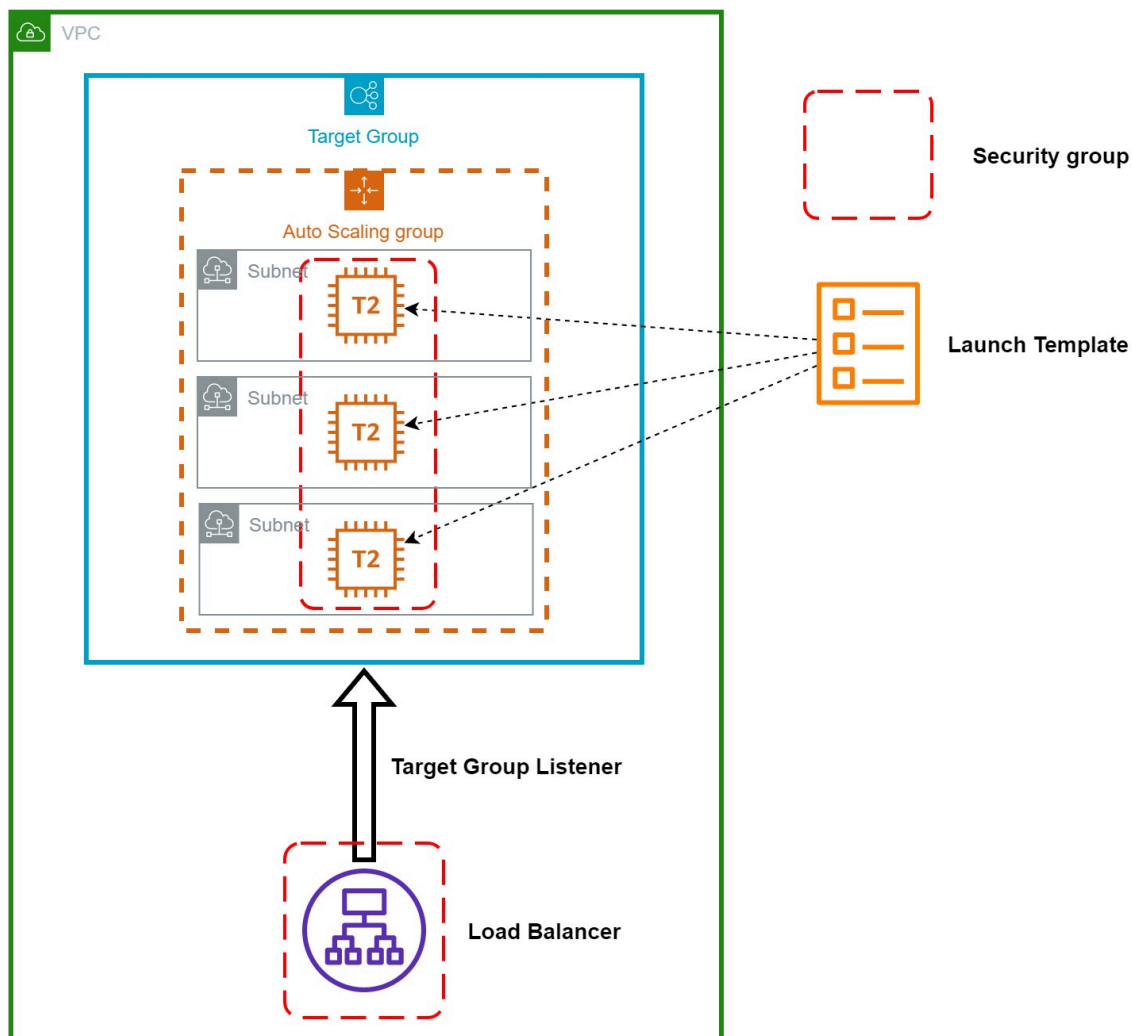 VPC
Target Group
Security group
Auto Scaling group
Subnet
T2
Launch Template
Subnet
T2
Subnet
T2
Target Group Listener
Load Balancer